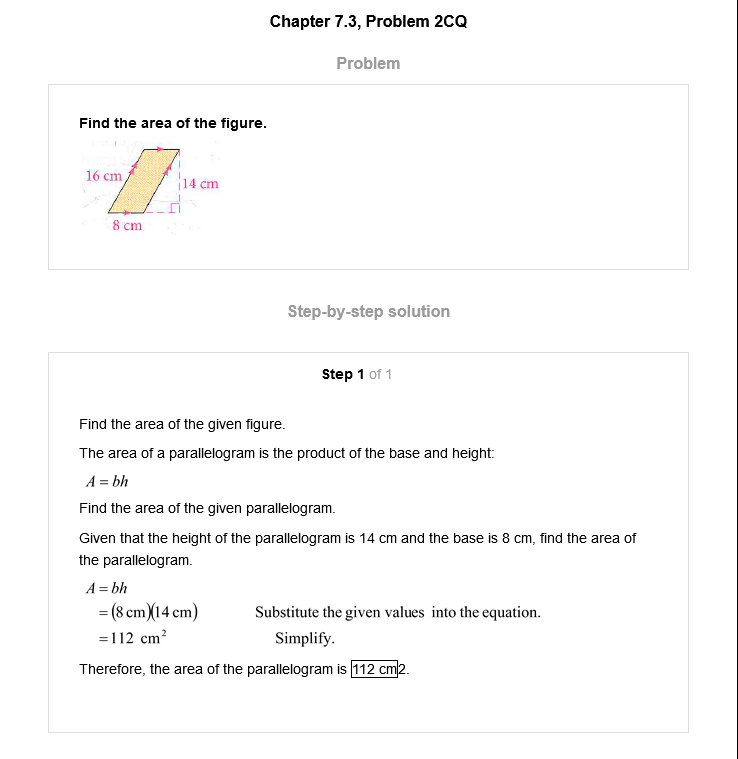 Chapter 7.3, Problem 2CQ
Problem
Find the area of the figure.
16 cm
14 cm
8 cm
Step-by-step solution
Step 1 of 1
Find the area of the given figure.
The area of a parallelogram is the product of the base and height:
A = bh
Find the area of the given parallelogram.
Given that the height of the parallelogram is 14 cm and the base is 8 cm, find the area of
the parallelogram.
A = bh
= (8 cm)(14 cm) Substitute the given values into the equation.
= 112 cm² Simplify.
Therefore, the area of the parallelogram is 112 cm2.